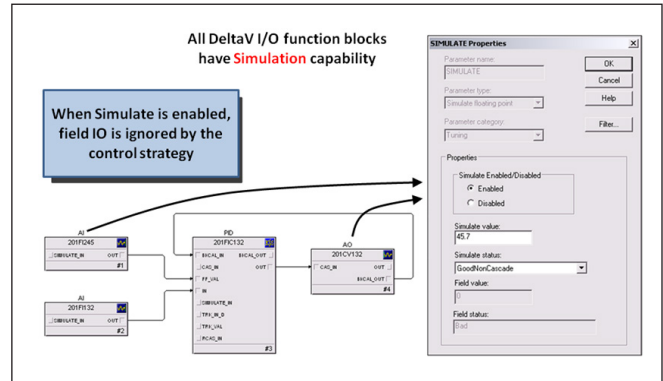 All DeltaV I/O function blocks
have Simulation capability
When Simulate is enabled,
field IO is ignored by the
control strategy
AI
201FI245
SIMULATE_IN OUT
#1
AI
201FI132
SIMULATE_IN OUT
#2
PID
201FIC132
BKCAL_IN BKCAL_OUT
CAS_IN OUT
FF_VAL
IN
SIMULATE_IN
TRK_IN_D
TRK_VAL
RCAS_IN
#3
AO
201CV132
BKCAL_OUT
CAS_IN OUT
#4
SIMULATE Properties
Parameter name:
SIMULATE
Parameter type:
Simulate floating point
Parameter category:
Tuning
OK
Cancel
Help
Filter...
Properties
Simulate Enabled/Disabled
Enabled
Disabled
Simulate value:
45.7
Simulate status:
GoodNonCascade
Field value:
0
Field status:
Bad